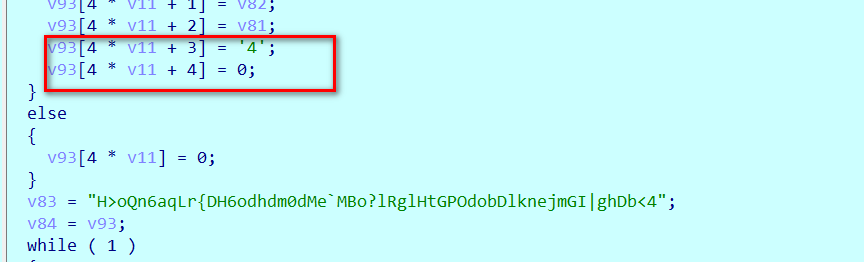 v93[4 * v11 + 1] = v82;
v93[4 * v11 + 2] = v81;
v93[4 * v11 + 3] = '4';
v93[4 * v11 + 4] = 0;
}
else
{
v93[4 * v11] = 0;
}
v83 = "H>oQn6aqLr{DH6odhdm0dMe`MBo?lRglHtGPOdobDlknejmGI|ghDb<4";
v84 = v93;
while ( 1 )